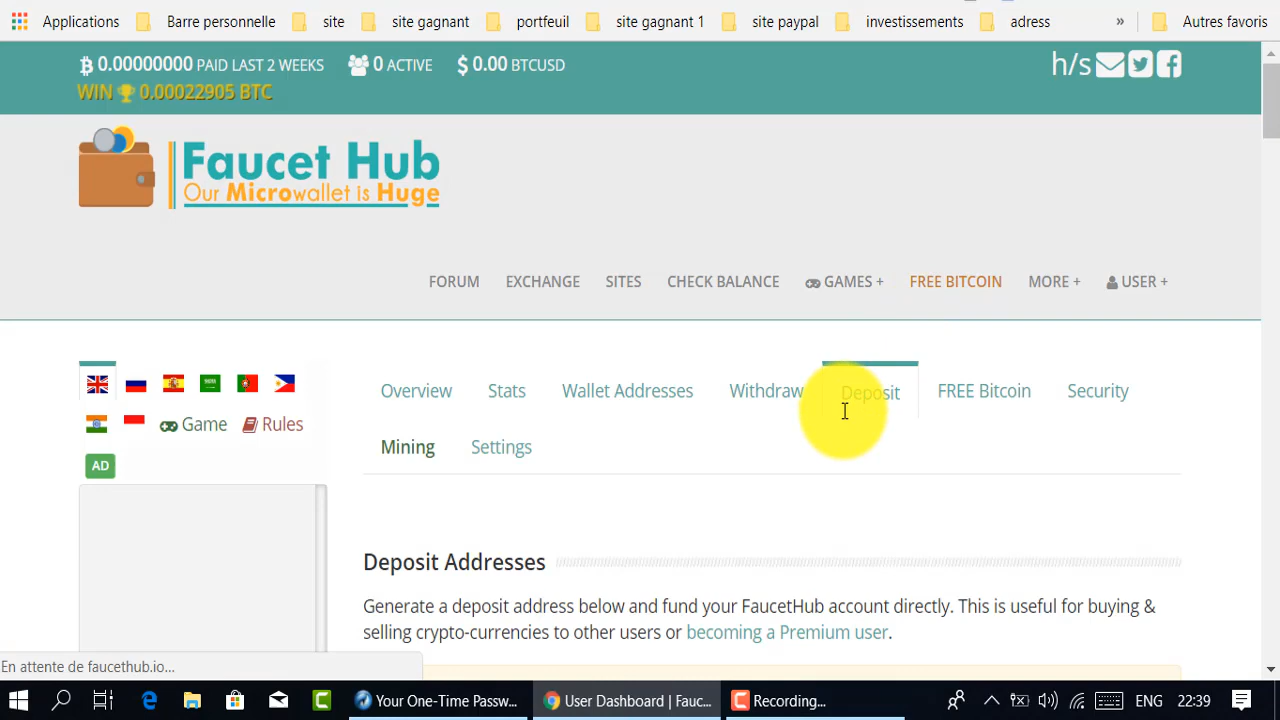 Applications Barre personnelle site site gagnant portfeuil site gagnant 1 site paypal investissements adress » Autres favoris
0.00000000 PAID LAST 2 WEEKS 0 ACTIVE $ 0.00 BTCUSD h/s
WIN 0.00022905 BTC
Faucet Hub
Our Microwallet is Huge
FORUM EXCHANGE SITES CHECK BALANCE GAMES + FREE BITCOIN MORE + USER +
Overview Stats Wallet Addresses Withdraw Deposit FREE Bitcoin Security
Game Rules Mining Settings
AD
Deposit Addresses
Generate a deposit address below and fund your FaucetHub account directly. This is useful for buying &
selling crypto-currencies to other users or becoming a Premium user.
En attente de faucethub.io...
Your One-Time Passw... User Dashboard | Fauc... Recording... ENG 22:39